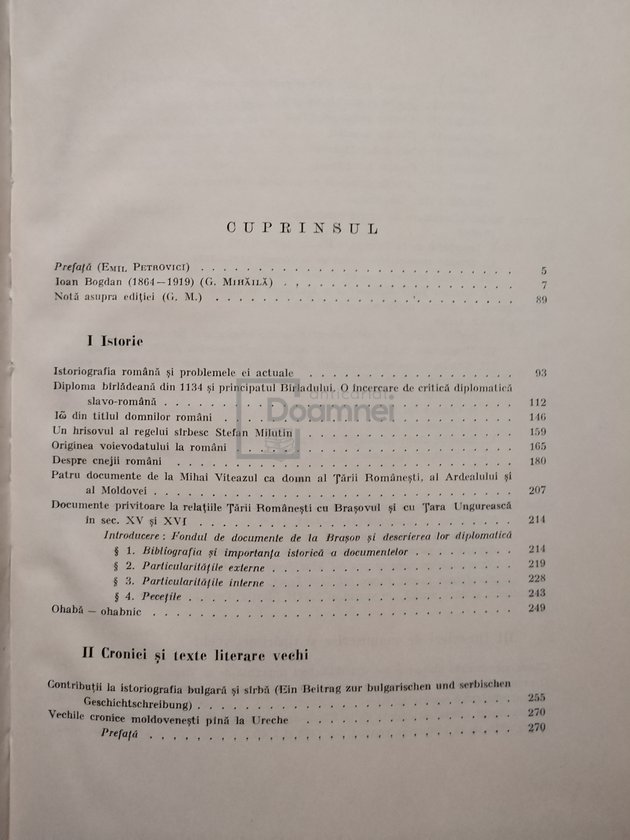 CUPRINSUL
Prefață (EMIL PETROVICI) . . . . . . . . . . . . . . . . . . . . 5
Ioan Bogdan (1864—1919) (G. MIHĂILĂ) . . . . . . . . . . . . . . 7
Notă asupra ediției (G. M.) . . . . . . . . . . . . . . . . . . 89
I Istorie
Istoriografia română și problemele ei actuale . . . . . . . . . . 93
Diploma bîrlădeană din 1134 și principatul Bîrladului. O încercare de critică diplomatică
slavo-română . . . . . . . . . . . . . . . . . . . . 112
Iω̃ din titlul domnilor români . . . . . . . . . . . . . . . . 146
Un hrisovul al regelui sîrbesc Stefan Milutin . . . . . . . . . . 159
Originea voievodatului la români . . . . . . . . . . . . . . . 165
Despre cnejii români . . . . . . . . . . . . . . . . . . . . 180
Patru documente de la Mihai Viteazul ca domn al Țării Românești, al Ardealului și
al Moldovei . . . . . . . . . . . . . . . . . . . . 207
Documente privitoare la relațiile Țării Românești cu Brașovul și cu Țara Ungurească
în sec. XV și XVI . . . . . . . . . . . . . . . . . . 214
Introducere : Fondul de documente de la Brașov și descrierea lor diplomatică
§ 1. Bibliografia și importanța istorică a documentelor . . . . . . 214
§ 2. Particularitățile externe . . . . . . . . . . . . . . . 219
§ 3. Particularitățile interne . . . . . . . . . . . . . . . 228
§ 4. Pecețile . . . . . . . . . . . . . . . . . . . . 243
Ohabă — ohabnic . . . . . . . . . . . . . . . . . . . . 249
II Cronici și texte literare vechi
Contribuții la istoriografia bulgară și sîrbă (Ein Beitrag zur bulgarischen und serbischen
Geschichtschreibung) . . . . . . . . . . . . . . . . . 255
Vechile cronice moldovenești pînă la Ureche . . . . . . . . . . 270
Prefață . . . . . . . . . . . . . . . . . . . . 270
anticariat
Doamnei